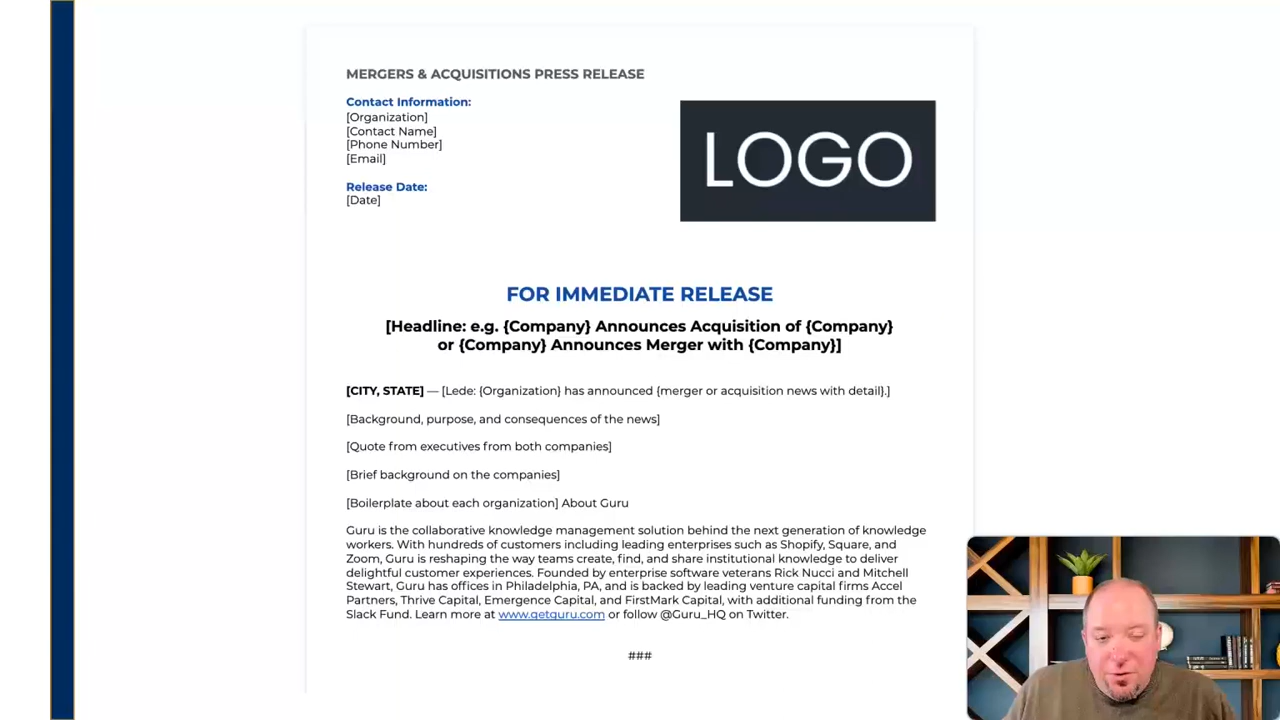 MERGERS & ACQUISITIONS PRESS RELEASE
Contact Information:
[Organization]
[Contact Name]
[Phone Number]
[Email]
Release Date:
[Date]
LOGO
FOR IMMEDIATE RELEASE
[Headline: e.g. {Company} Announces Acquisition of {Company}
or {Company} Announces Merger with {Company}]
[CITY, STATE] — [Lede: {Organization} has announced {merger or acquisition news with detail}.]
[Background, purpose, and consequences of the news]
[Quote from executives from both companies]
[Brief background on the companies]
[Boilerplate about each organization] About Guru
Guru is the collaborative knowledge management solution behind the next generation of knowledge
workers. With hundreds of customers including leading enterprises such as Shopify, Square, and
Zoom, Guru is reshaping the way teams create, find, and share institutional knowledge to deliver
delightful customer experiences. Founded by enterprise software veterans Rick Nucci and Mitchell
Stewart, Guru has offices in Philadelphia, PA, and is backed by leading venture capital firms Accel
Partners, Thrive Capital, Emergence Capital, and FirstMark Capital, with additional funding from the
Slack Fund. Learn more at www.getguru.com or follow @Guru_HQ on Twitter.
###